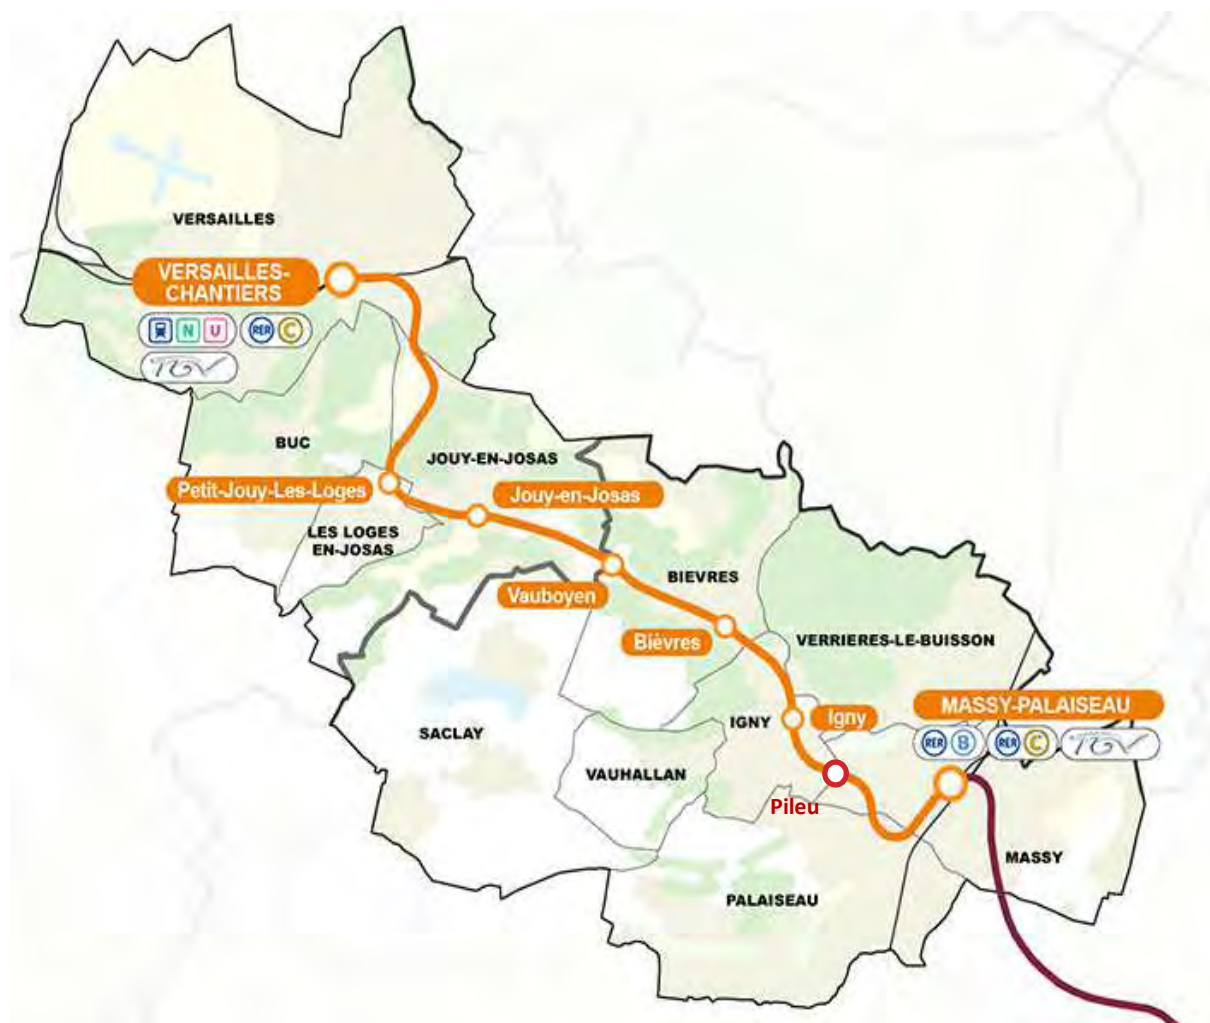 VERSAILLES
VERSAILLES-
CHANTIERS
N U RER C
TGV
BUC
JOUY-EN-JOSAS
Petit-Jouy-Les-Loges
Jouy-en-Josas
LES LOGES
EN-JOSAS
BIEVRES
Vauboyen
Bièvres
VERRIERES-LE-BUISSON
MASSY-PALAISEAU
IGNY
Igny
RER B RER C TGV
SACLAY
VAUHALLAN
Pileu
MASSY
PALAISEAU